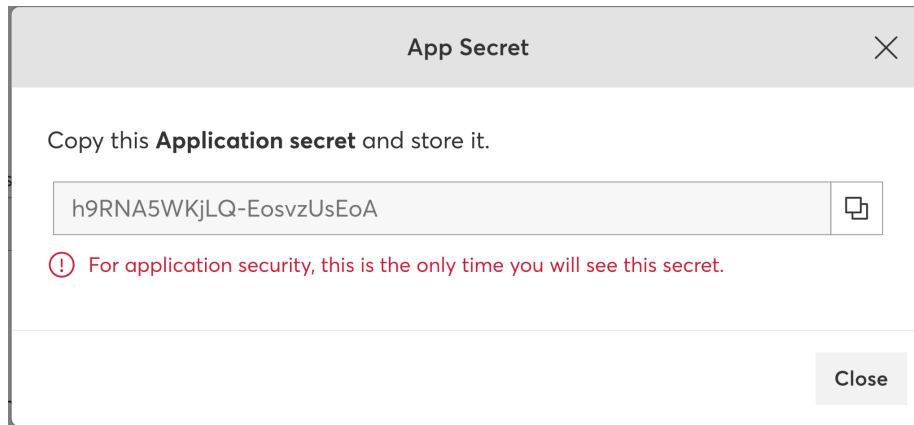 App Secret
Copy this Application secret and store it.
h9RNA5WKjLQ-EosvzUsEoA
For application security, this is the only time you will see this secret.
Close